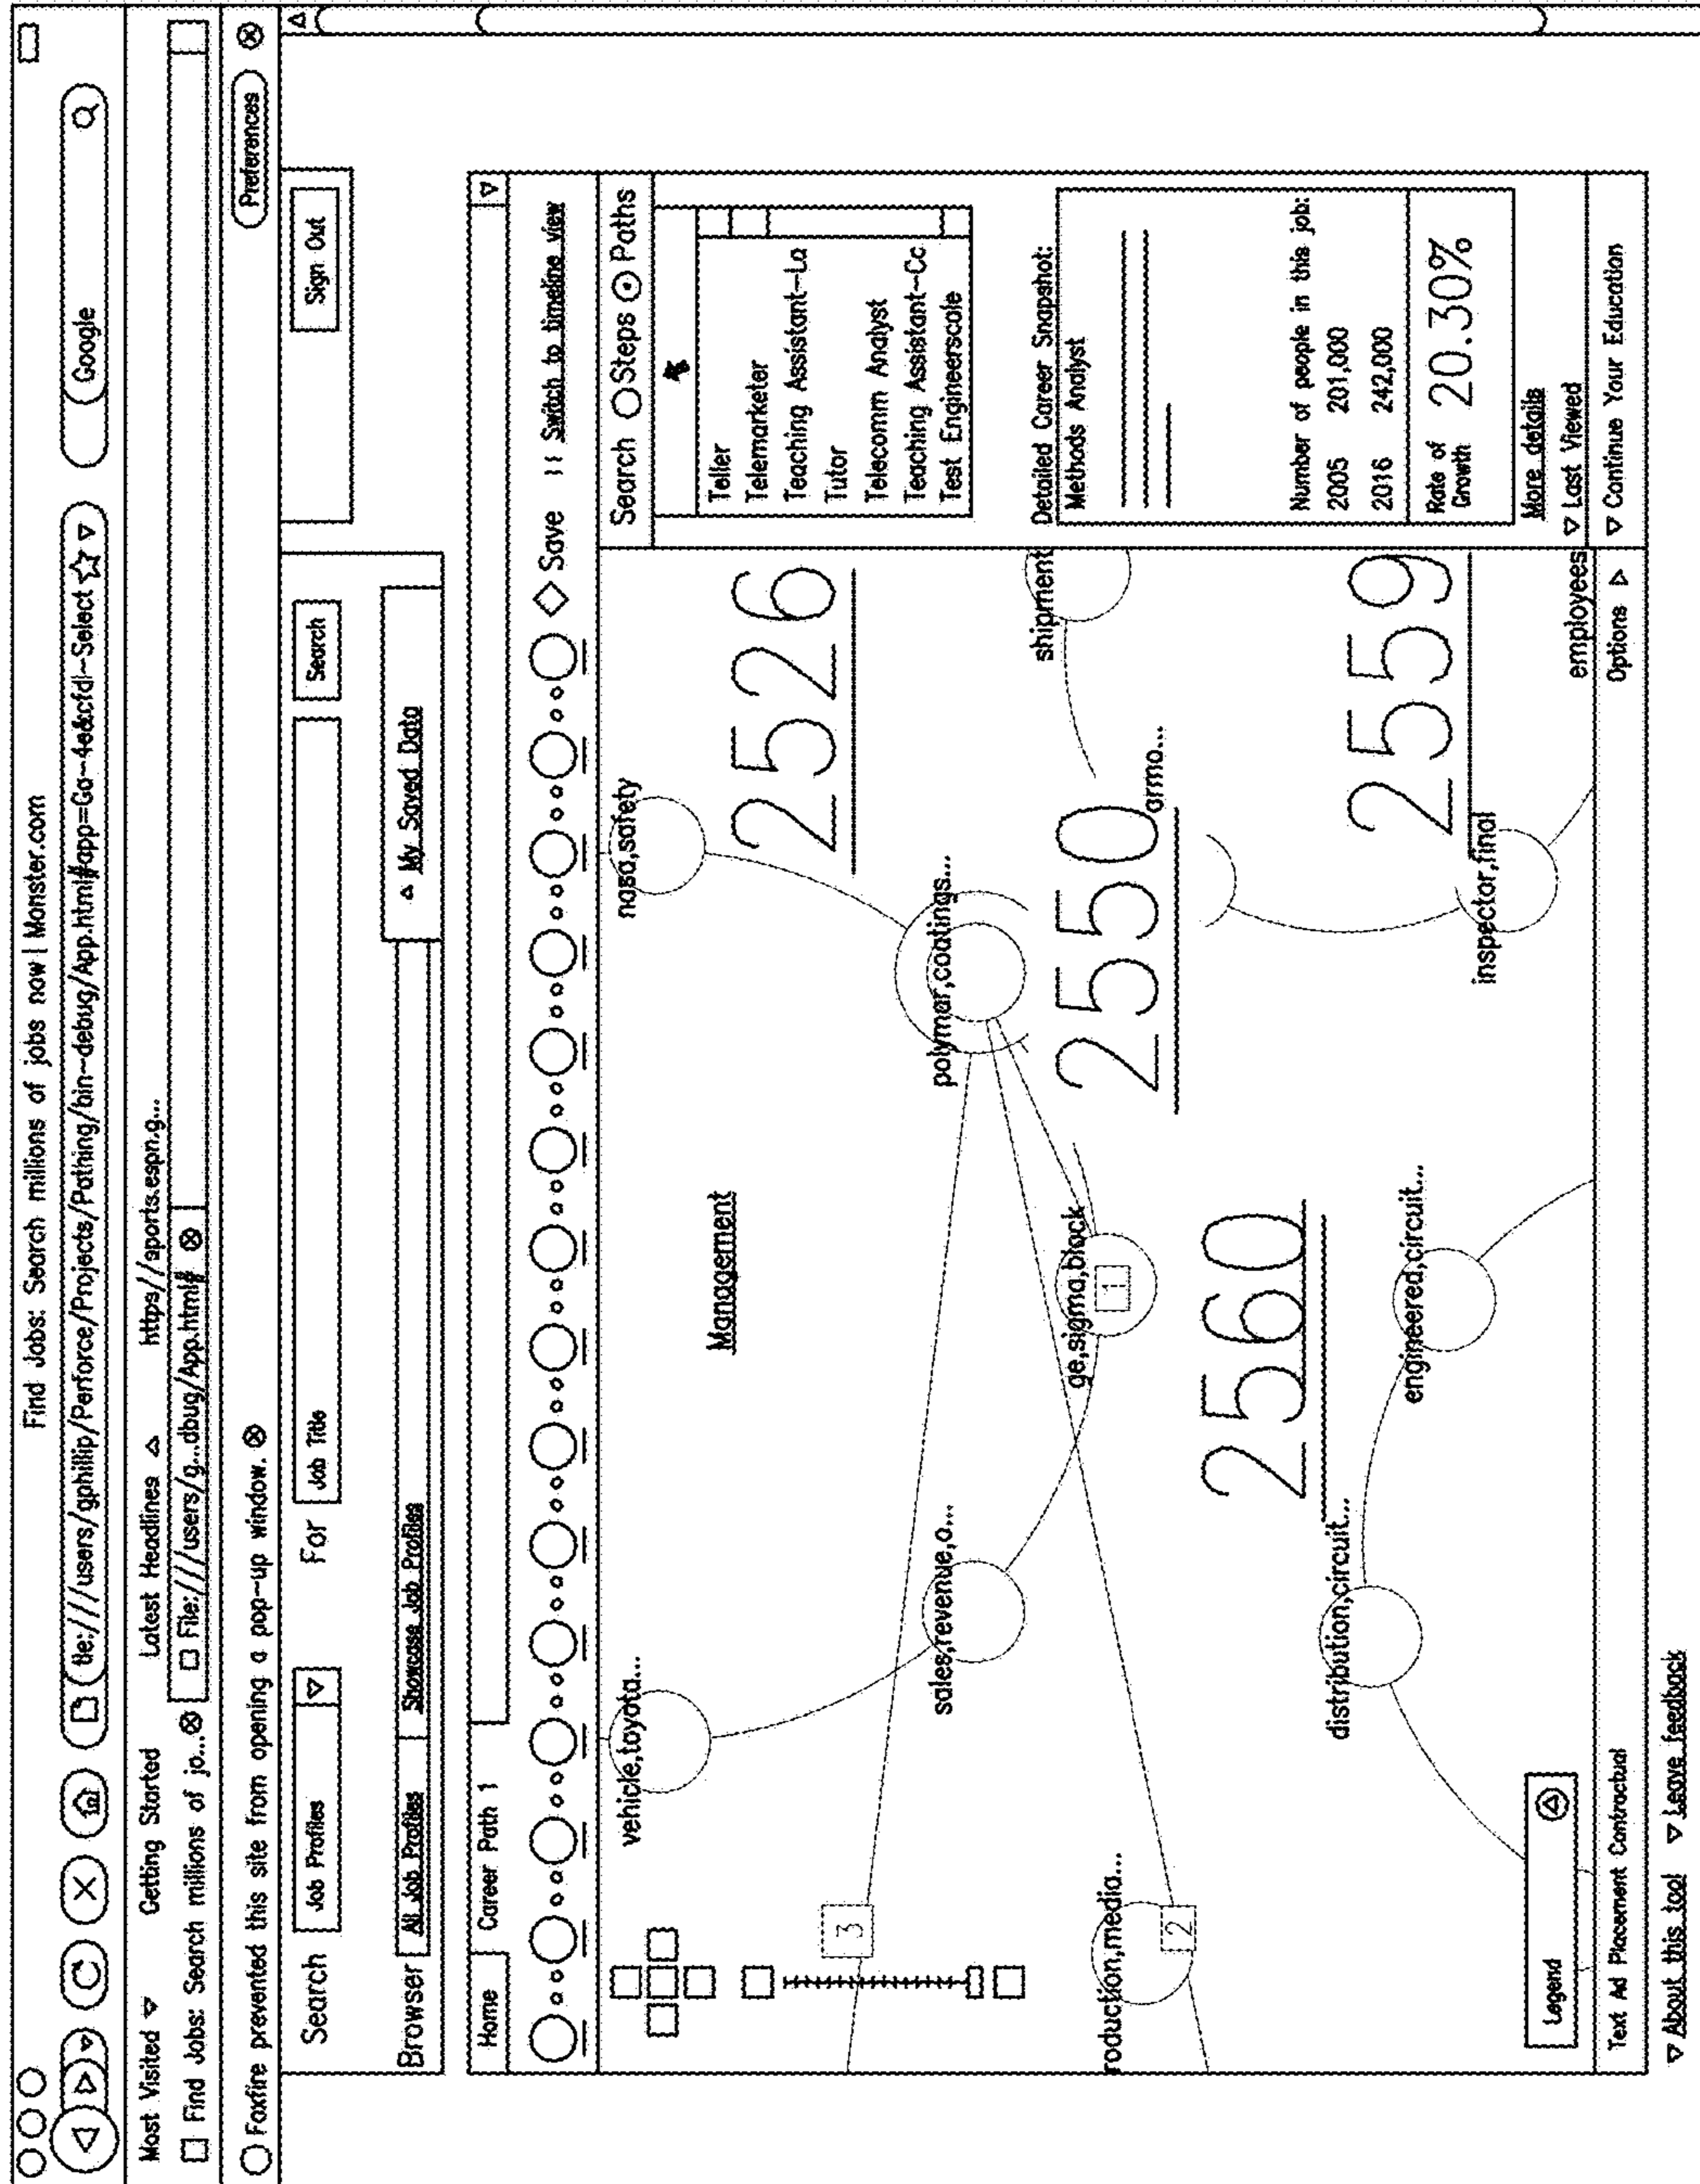 Find Jobs: Search millions of jobs now | Monster.com
tle:////users/gphillip/Perforce/Projects/Pathing/bin-debug/App.html#app=Go-4e&cfdl-Select
Google
Most Visited Getting Started Latest Headlines https//sports.espn.g...
Find Jobs: Search millions of jo...
File:////users/g...dbug/App.html#
Foxfire prevented this site from opening a pop-up window.
Preferences
Search Job Profiles For Job Title Search
Sign Out
Browser All Job Profiles Showcase Job Profiles
My Saved Data
Home Career Path 1
Save Switch to timeline view
vehicle,toyota...
nasa,safety
Management
2526
3
sales,revenue,o...
polymar,coatings...
shipment
roduction,media...
2
ge,sigma,block
1
2550
armo...
2560
distribution,circuit...
engineered,circuit...
inspector,final
2559
employees
Legend
Search Steps Paths
Teller
Telemarketer
Teaching Assistant-La
Tutor
Telecomm Analyst
Teaching Assistant-Cc
Test Engineerscale
Detailed Career Snapshot:
Methods Analyst
Number of people in this job:
2005 201,000
2016 242,000
Rate of
Growth
20.30%
More details
Last Viewed
Continue Your Education
Text Ad Placement Contractual
Options
About this tool Leave feedback